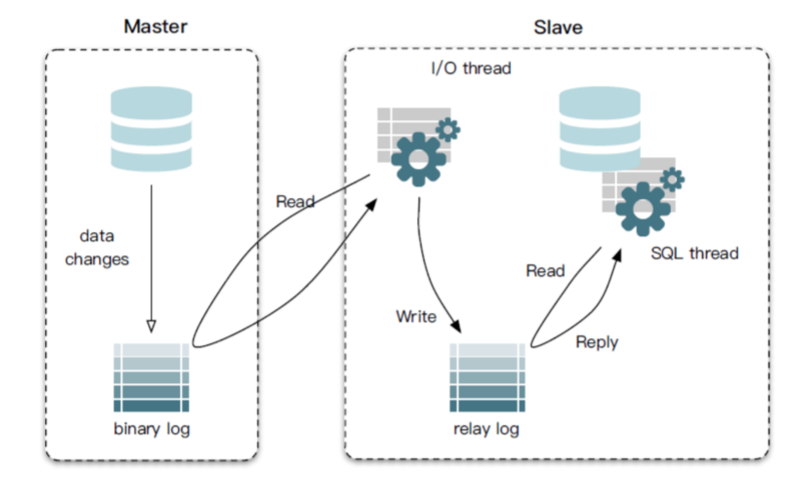 Master
Slave
I/O thread
Read
data
changes
SQL thread
Read
Write
Reply
binary log
relay log